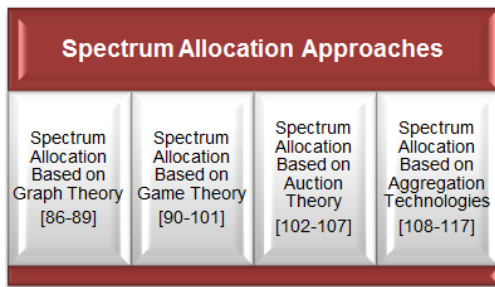 Spectrum Allocation Approaches
Spectrum
Allocation
Based on
Graph Theory
[86-89]
Spectrum
Allocation
Based on
Game Theory
[90-101]
Spectrum
Allocation
Based on
Auction
Theory
[102-107]
Spectrum
Allocation
Based on
Aggregation
Technologies
[108-117]